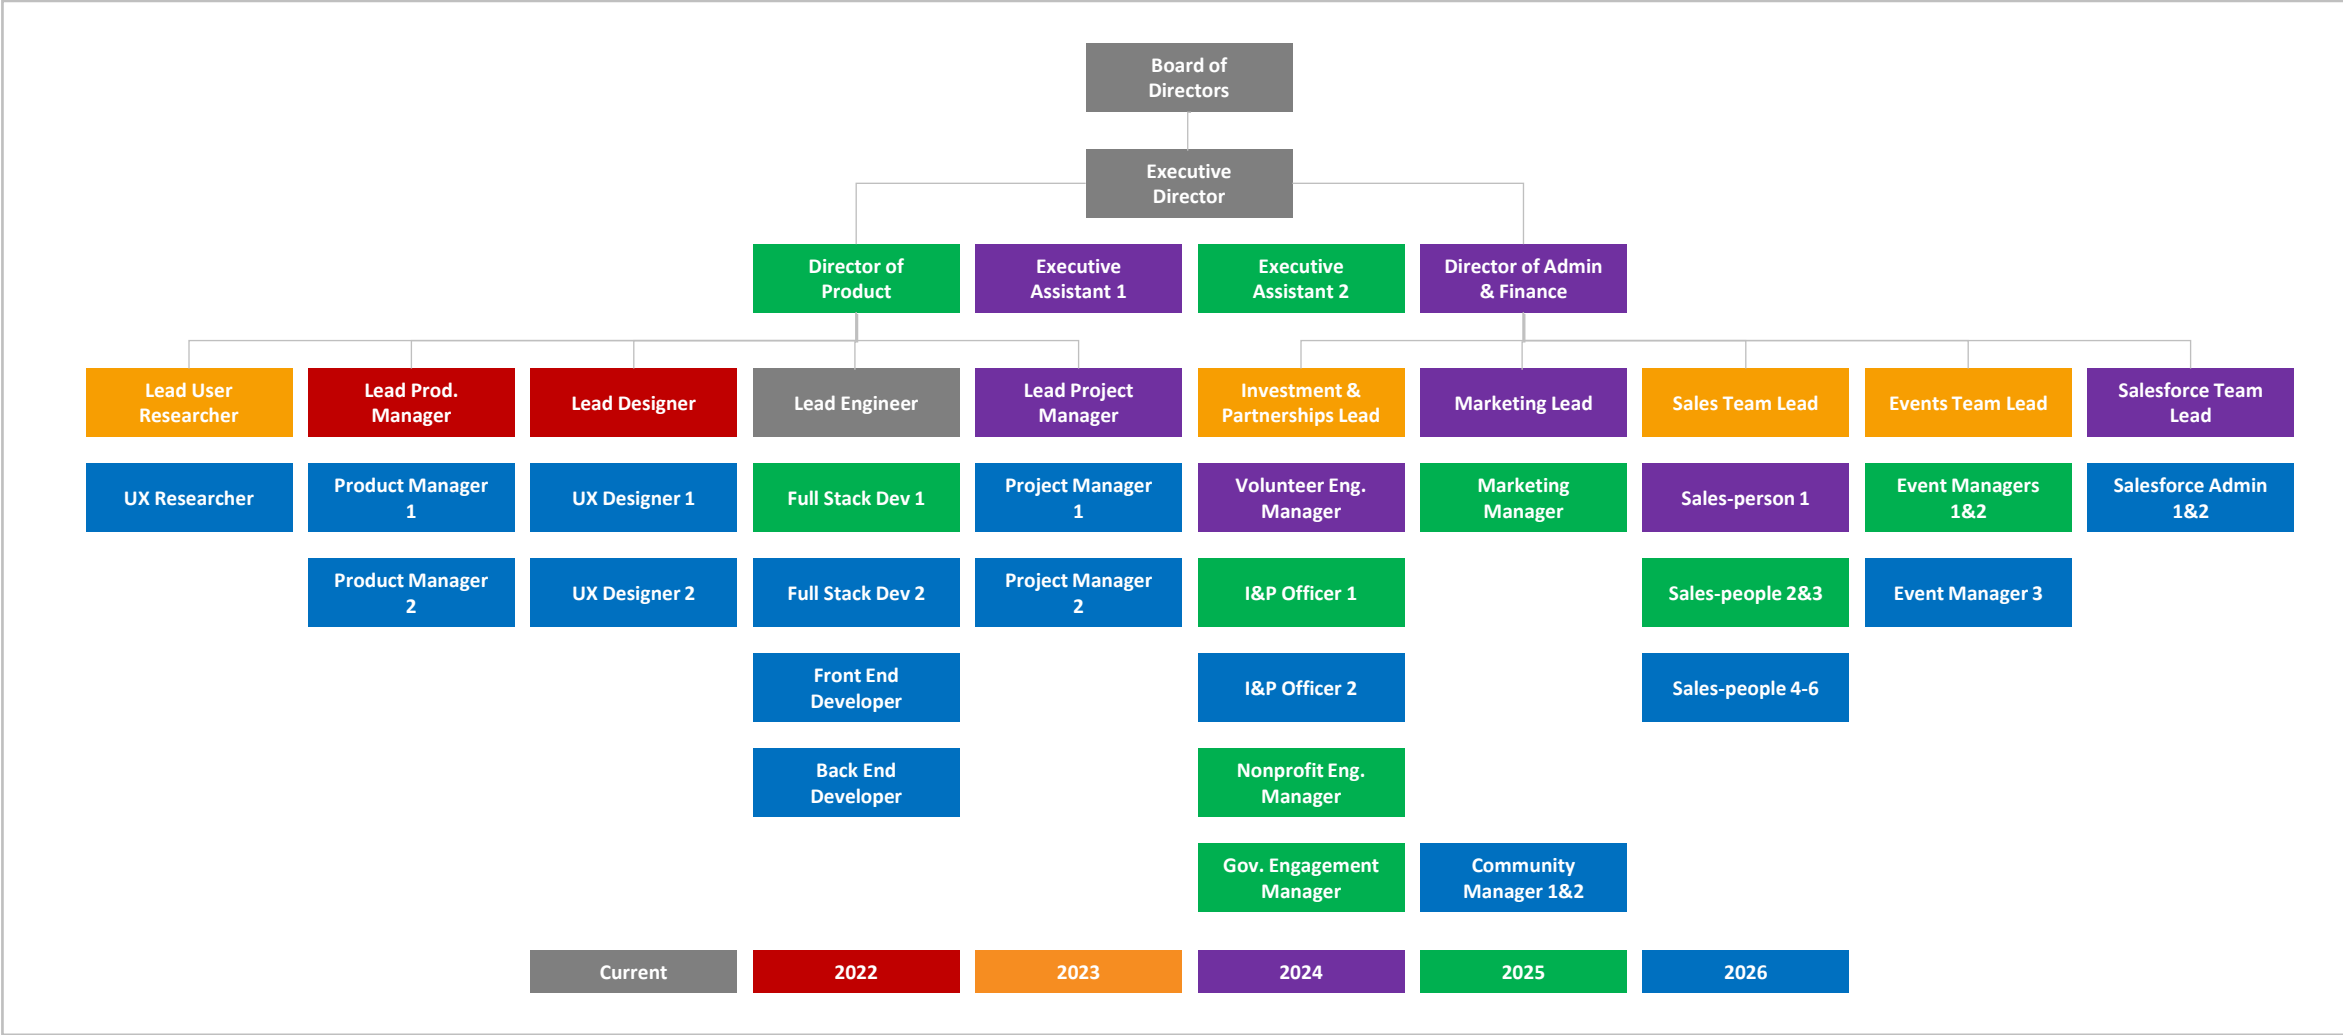 Board of
Directors
Executive
Director
Director of
Product
Executive
Assistant 1
Executive
Assistant 2
Director of Admin
& Finance
Lead User
Researcher
Lead Prod.
Manager
Lead Designer
Lead Engineer
Lead Project
Manager
Investment &
Partnerships Lead
Marketing Lead
Sales Team Lead
Events Team Lead
Salesforce Team
Lead
UX Researcher
Product Manager
1
UX Designer 1
Full Stack Dev 1
Project Manager
1
Volunteer Eng.
Manager
Marketing
Manager
Sales-person 1
Event Managers
1&2
Salesforce Admin
1&2
Product Manager
2
UX Designer 2
Full Stack Dev 2
Project Manager
2
I&P Officer 1
Sales-people 2&3
Event Manager 3
Front End
Developer
I&P Officer 2
Sales-people 4-6
Back End
Developer
Nonprofit Eng.
Manager
Gov. Engagement
Manager
Community
Manager 1&2
Current
2022
2023
2024
2025
2026